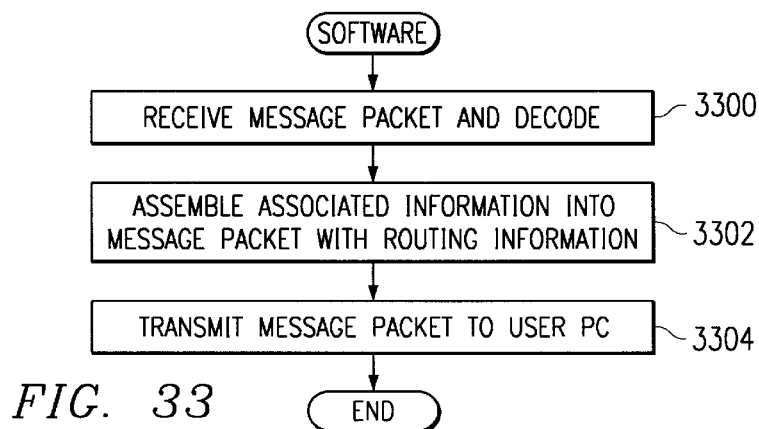 SOFTWARE
RECEIVE MESSAGE PACKET AND DECODE
3300
ASSEMBLE ASSOCIATED INFORMATION INTO
MESSAGE PACKET WITH ROUTING INFORMATION
3302
TRANSMIT MESSAGE PACKET TO USER PC
3304
END
FIG. 33